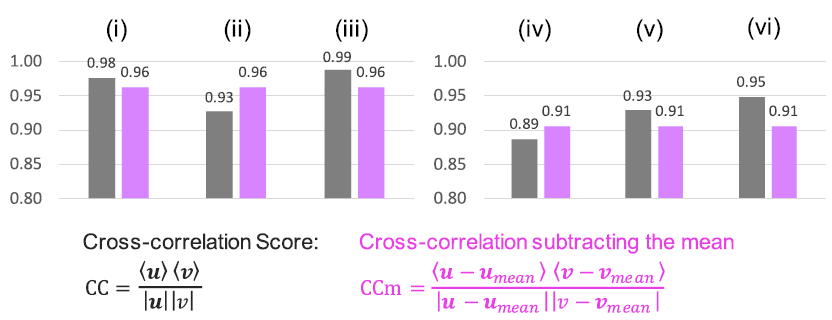 (i) (ii) (iii) (iv) (v) (vi)
1.00 0.98 0.96 0.93 0.96 0.99 0.96
0.95
0.90
0.85
0.80
1.00 0.89 0.91 0.93 0.91 0.95 0.91
0.95
0.90
0.85
0.80
Cross-correlation Score:
CC = ⟨u⟩ ⟨v⟩ / |u||v|
Cross-correlation subtracting the mean
CCm = ⟨u − u_mean⟩ ⟨v − v_mean⟩ / |u − u_mean||v − v_mean|